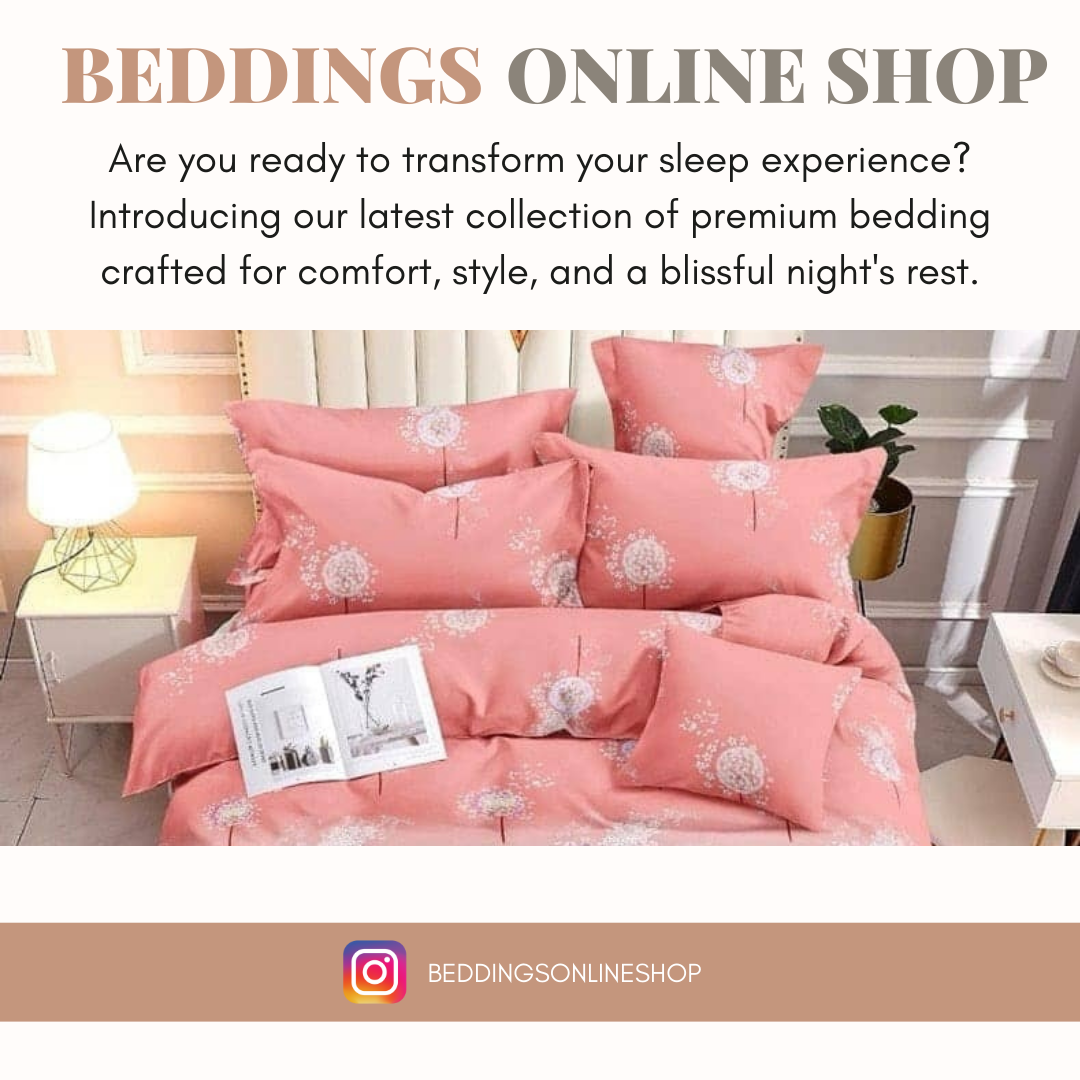 BEDDINGS ONLINE SHOP
Are you ready to transform your sleep experience?
Introducing our latest collection of premium bedding
crafted for comfort, style, and a blissful night's rest.
BEDDINGSONLINESHOP